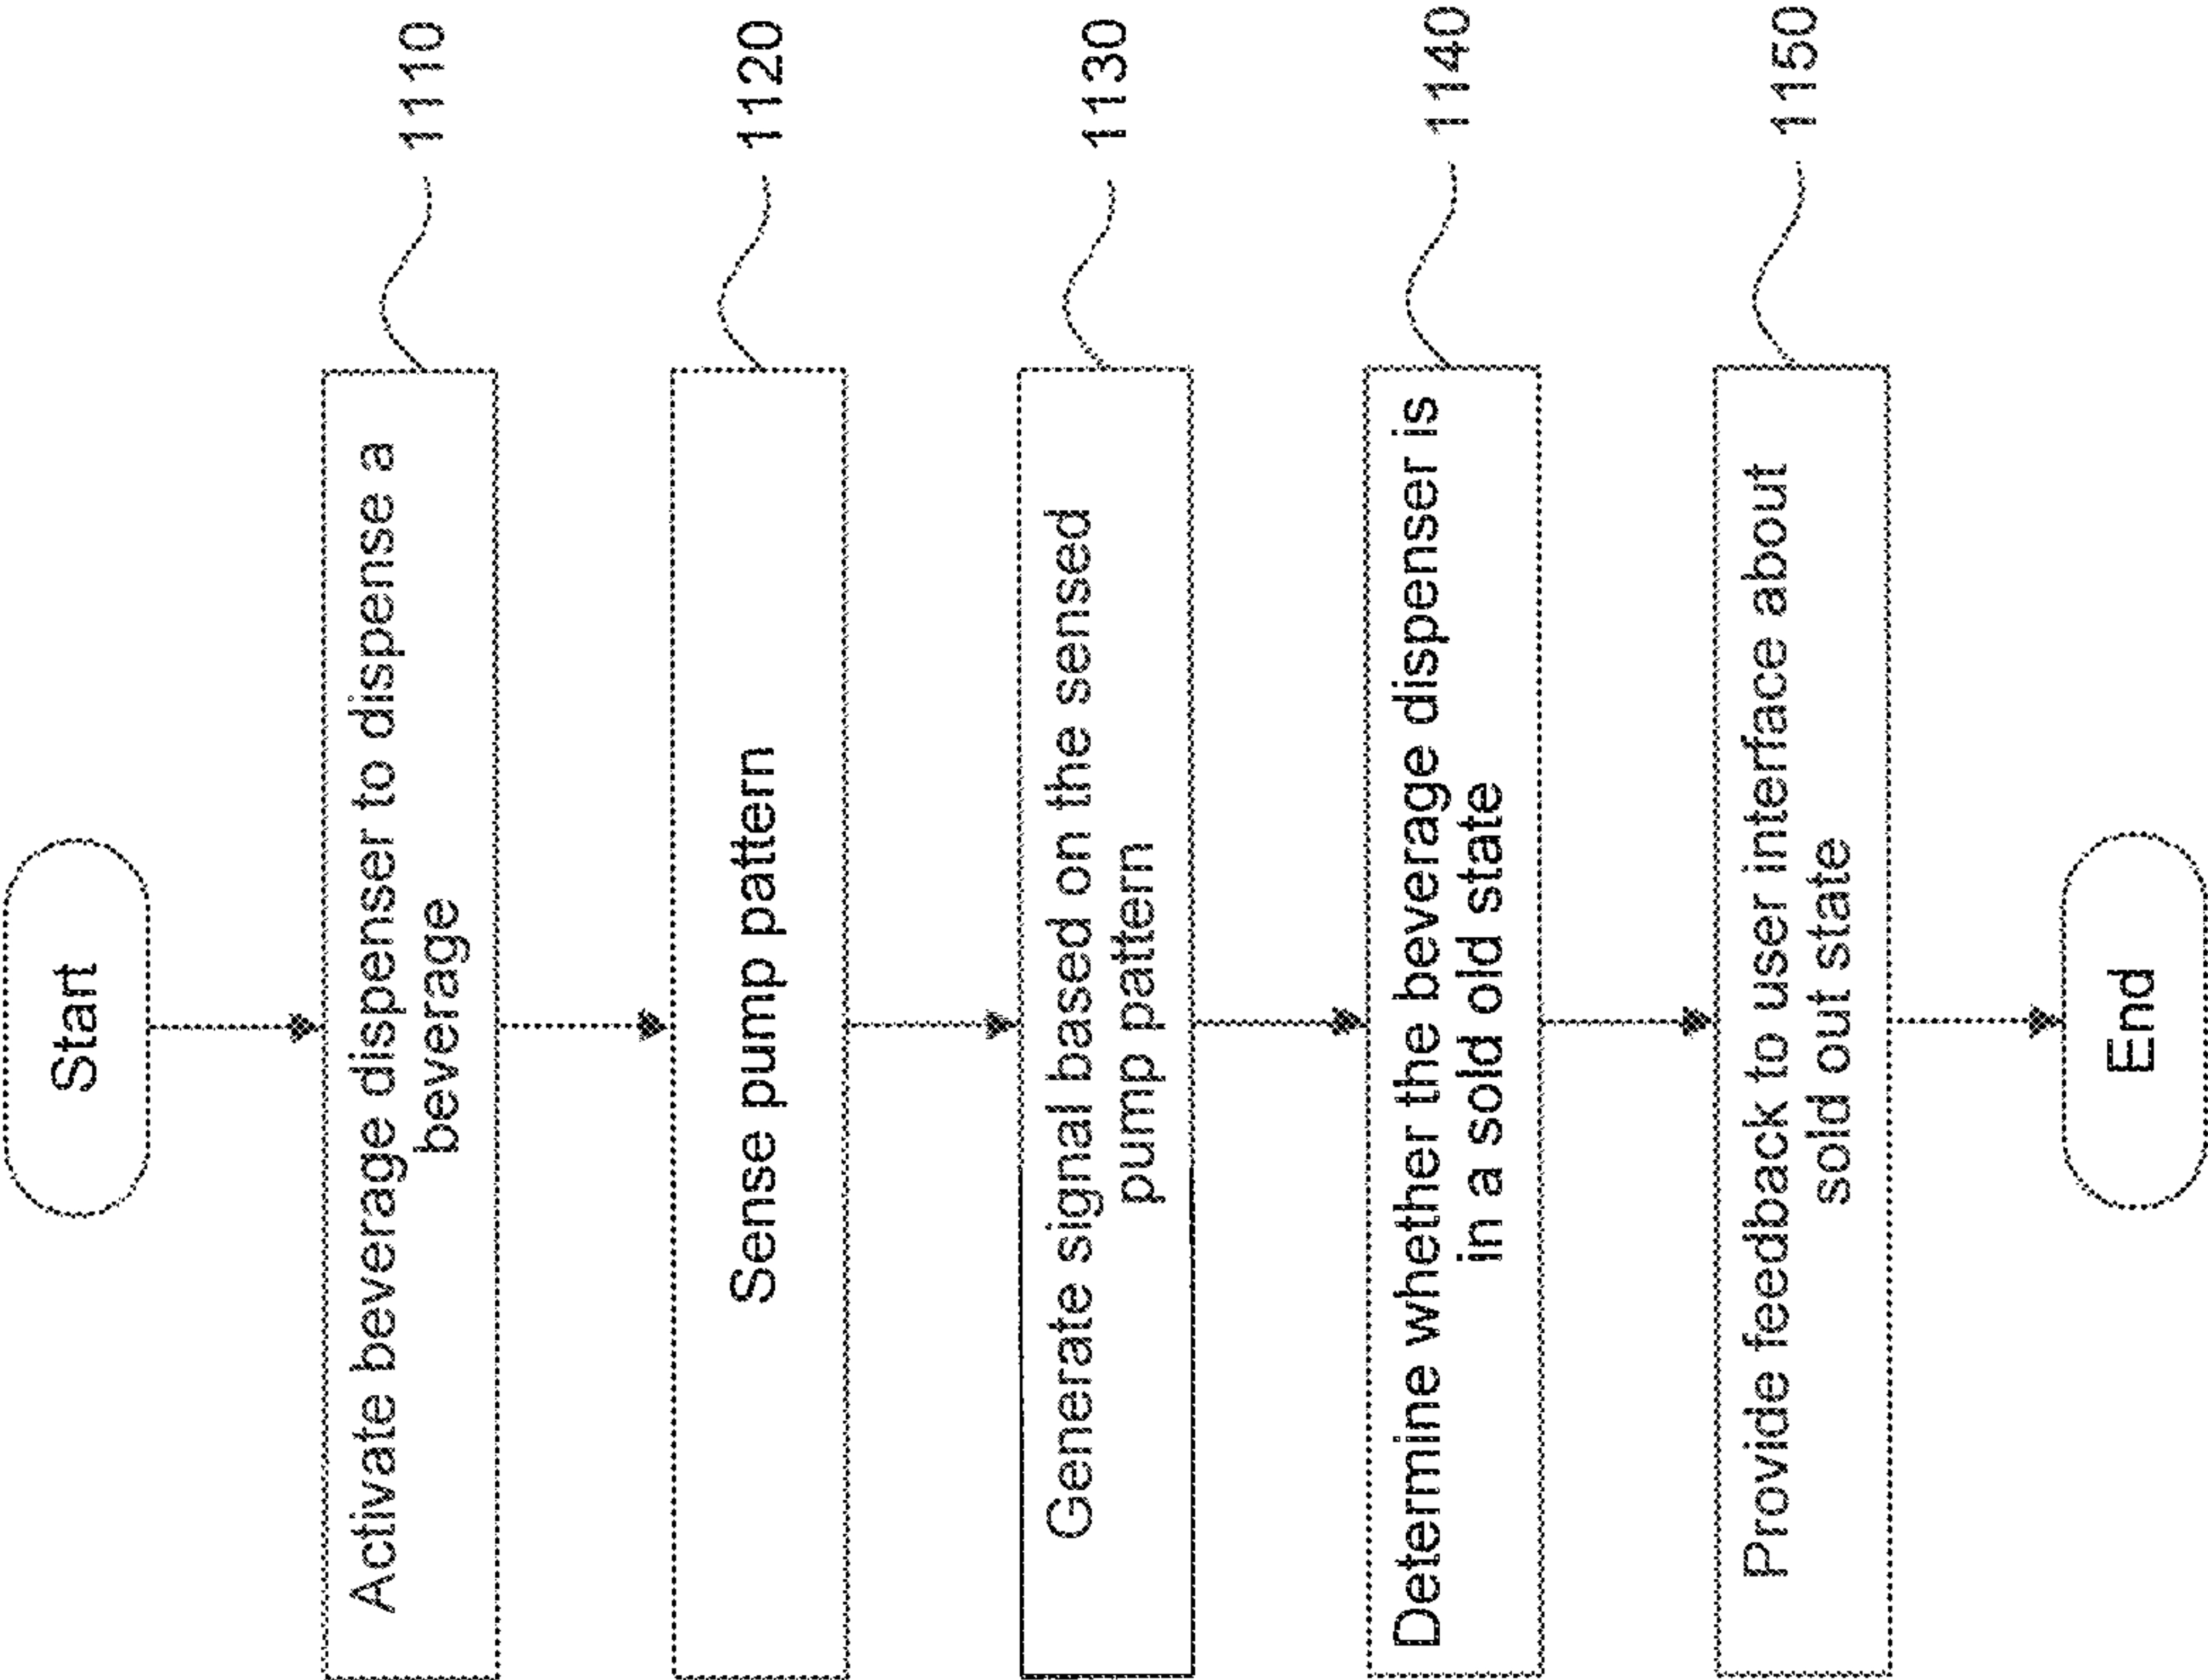 Start
Activate beverage dispenser to dispense a
beverage
1110
Sense pump pattern
1120
Generate signal based on the sensed
pump pattern
1130
Determine whether the beverage dispenser is
in a sold old state
1140
Provide feedback to user interface about
sold out state
1150
End